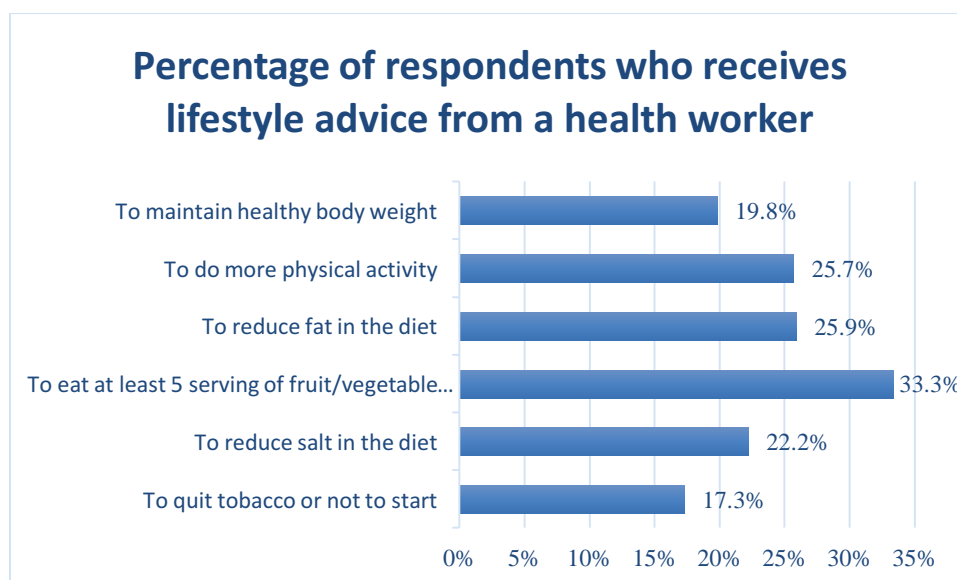 Percentage of respondents who receives
lifestyle advice from a health worker
To maintain healthy body weight
19.8%
To do more physical activity
25.7%
To reduce fat in the diet
25.9%
To eat at least 5 serving of fruit/vegetable...
33.3%
To reduce salt in the diet
22.2%
To quit tobacco or not to start
17.3%
0% 5% 10% 15% 20% 25% 30% 35%